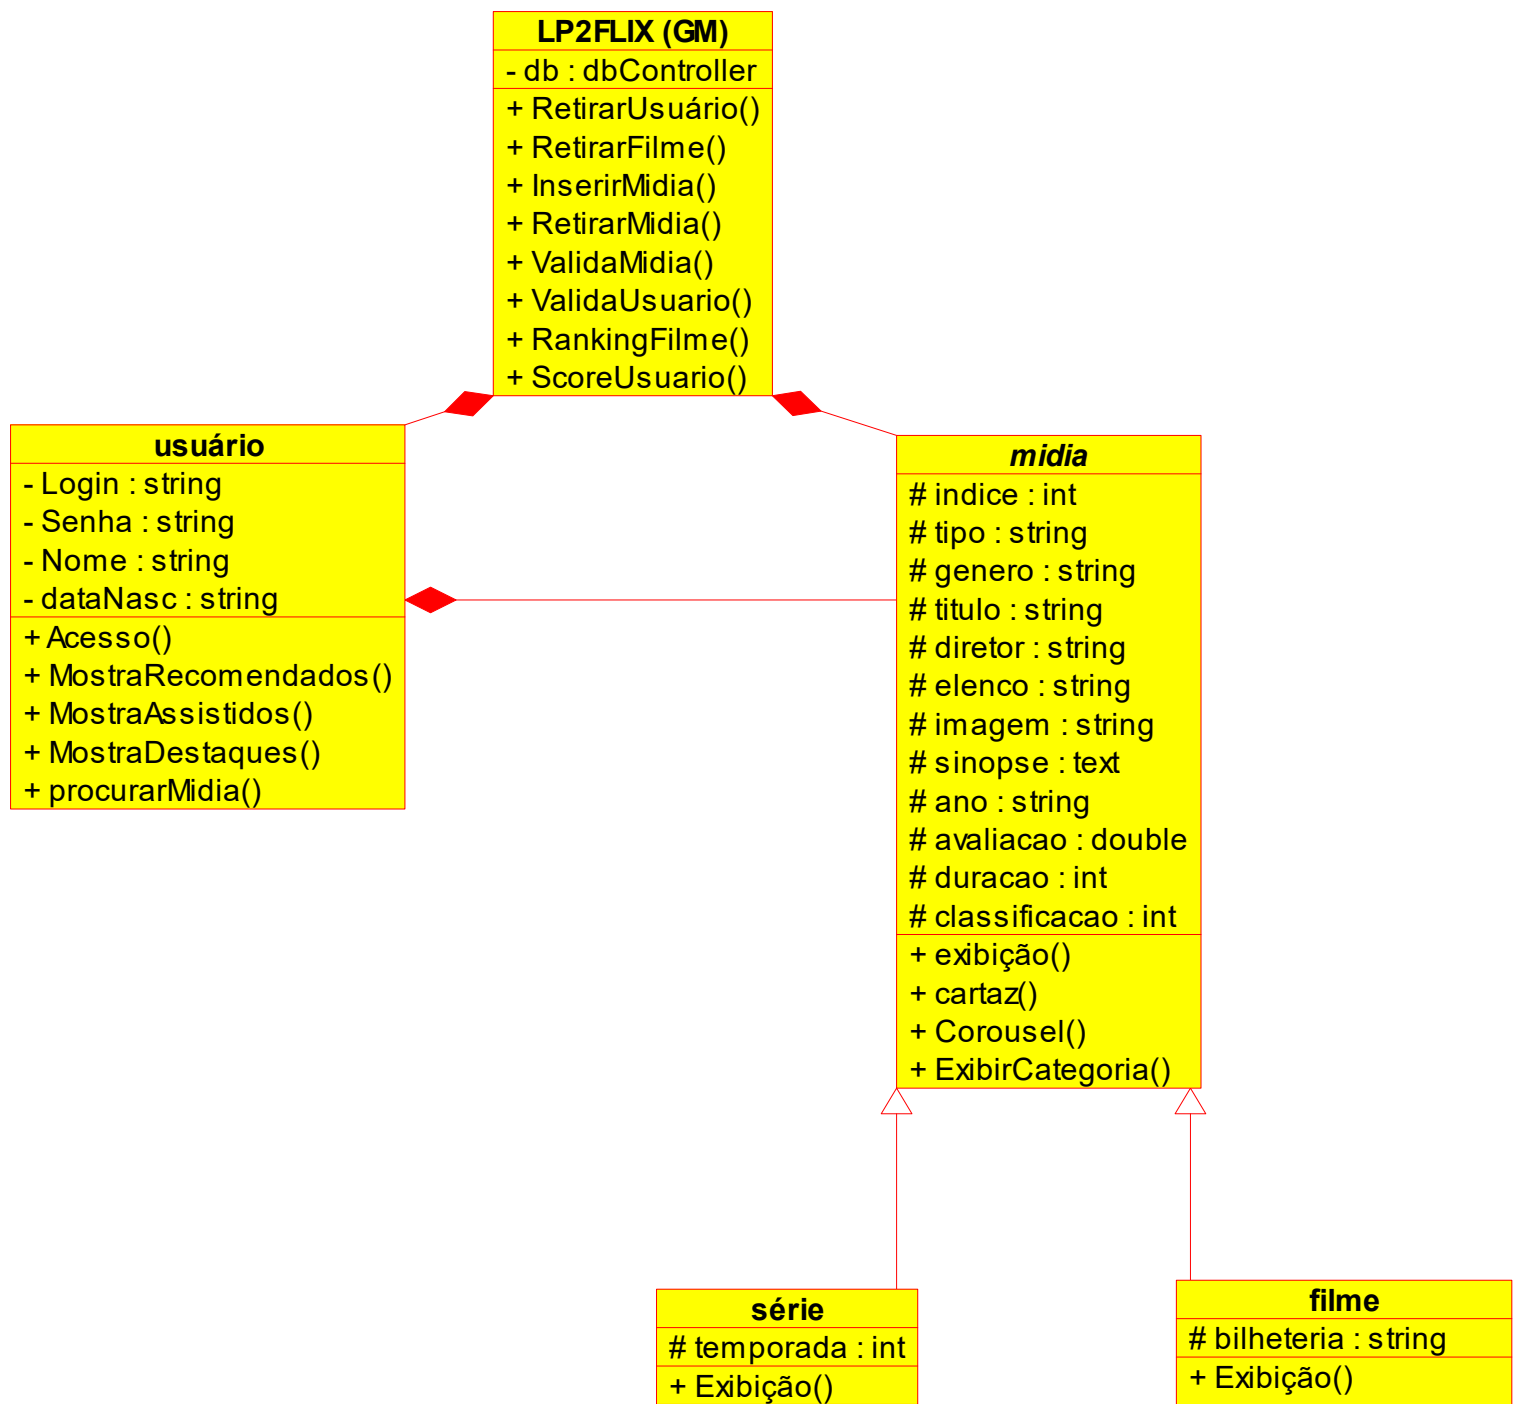 LP2FLIX (GM)
- db : dbController
+ RetirarUsuário()
+ RetirarFilme()
+ InserirMidia()
+ RetirarMidia()
+ ValidaMidia()
+ ValidaUsuario()
+ RankingFilme()
+ ScoreUsuario()
usuário
- Login : string
- Senha : string
- Nome : string
- dataNasc : string
+ Acesso()
+ MostraRecomendados()
+ MostraAssistidos()
+ MostraDestaques()
+ procurarMidia()
midia
# indice : int
# tipo : string
# genero : string
# titulo : string
# diretor : string
# elenco : string
# imagem : string
# sinopse : text
# ano : string
# avaliacao : double
# duracao : int
# classificacao : int
+ exibição()
+ cartaz()
+ Corousel()
+ ExibirCategoria()
série
# temporada : int
+ Exibição()
filme
# bilheteria : string
+ Exibição()